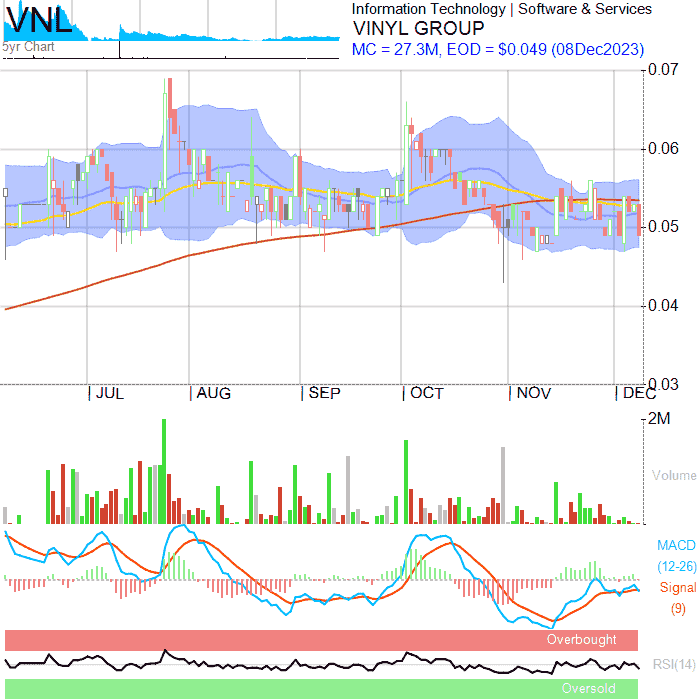 VNL
5yr Chart
Information Technology | Software & Services
VINYL GROUP
MC = 27.3M, EOD = $0.049 (08Dec2023)
0.07
0.06
0.05
0.04
0.03
JUL AUG SEP OCT NOV DEC
2M
Volume
MACD
(12-26)
Signal
(9)
Overbought
RSI(14)
Oversold